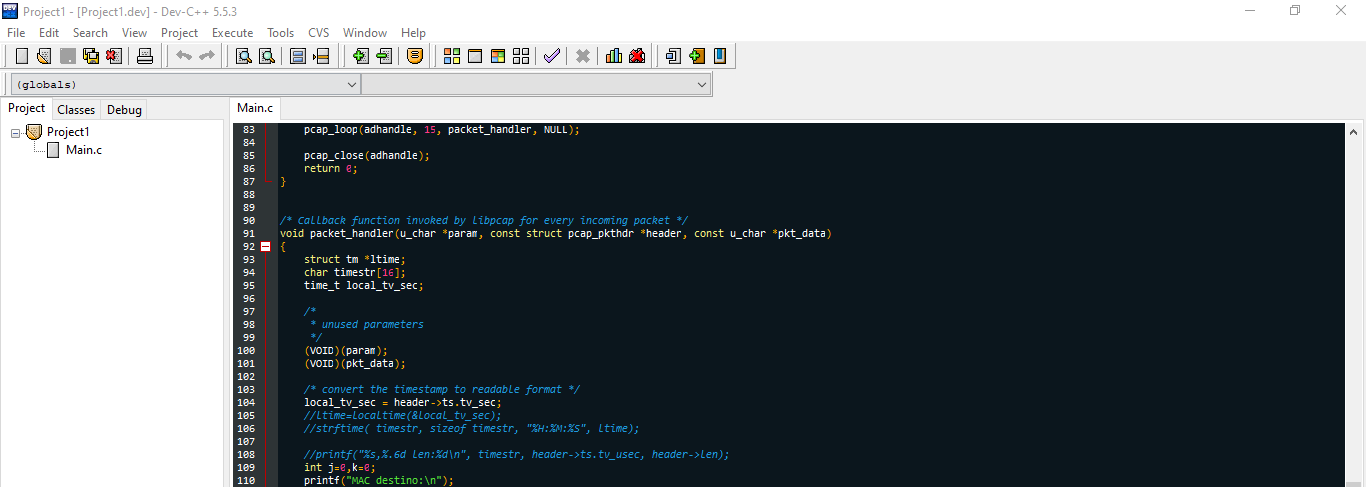 Project1 - [Project1.dev] - Dev-C++ 5.5.3
File Edit Search View Project Execute Tools CVS Window Help
(globals)
Project Classes Debug
Main.c
Project1
Main.c
83 pcap_loop(adhandle, 15, packet_handler, NULL);
84
85 pcap_close(adhandle);
86 return 0;
87 }
88
89
90 /* Callback function invoked by libpcap for every incoming packet */
91 void packet_handler(u_char *param, const struct pcap_pkthdr *header, const u_char *pkt_data)
92 {
93 struct tm *ltime;
94 char timestr[16];
95 time_t local_tv_sec;
96
97 /*
98 * unused parameters
99 */
100 (VOID)(param);
101 (VOID)(pkt_data);
102
103 /* convert the timestamp to readable format */
104 local_tv_sec = header->ts.tv_sec;
105 //ltime=localtime(&local_tv_sec);
106 //strftime( timestr, sizeof timestr, "%H:%M:%S", ltime);
107
108 //printf("%s,%.6d len:%d\n", timestr, header->ts.tv_usec, header->len);
109 int j=0,k=0;
110 printf("MAC destino:\n");